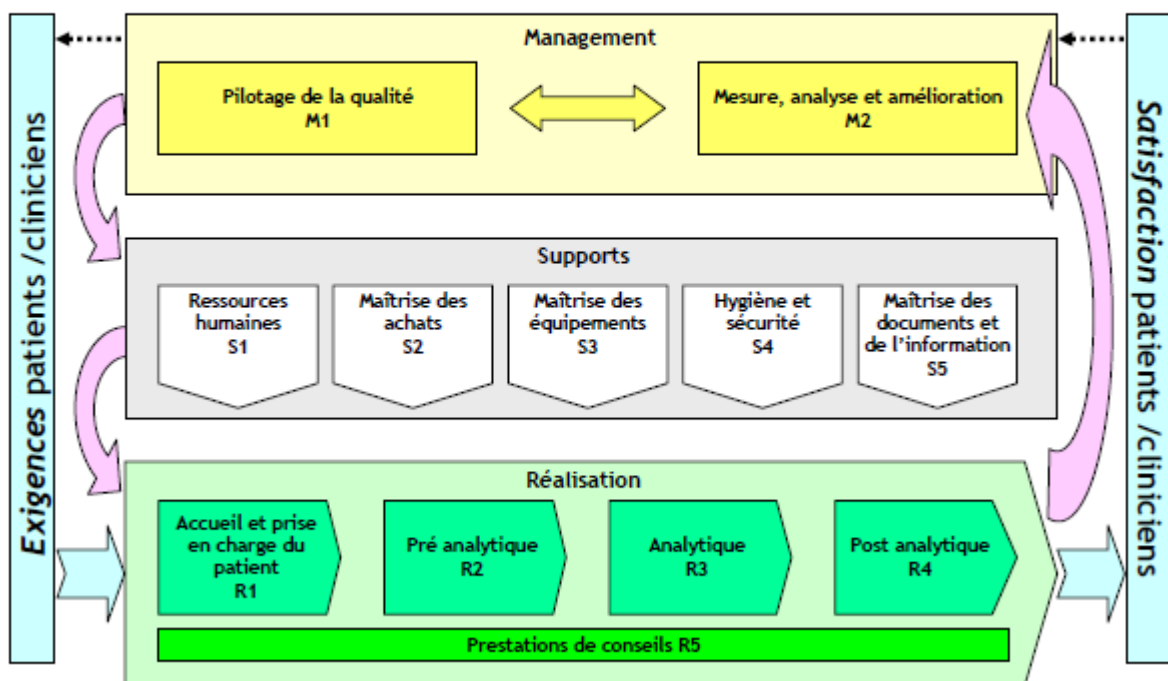 Exigences patients /cliniciens
Management
Pilotage de la qualité
M1
Mesure, analyse et amélioration
M2
Supports
Ressources
humaines
S1
Maîtrise des
achats
S2
Maîtrise des
équipements
S3
Hygiène et
sécurité
S4
Maîtrise des
documents et
de l'information
S5
Réalisation
Accueil et prise
en charge du
patient
R1
Pré analytique
R2
Analytique
R3
Post analytique
R4
Prestations de conseils R5
Satisfaction patients /cliniciens